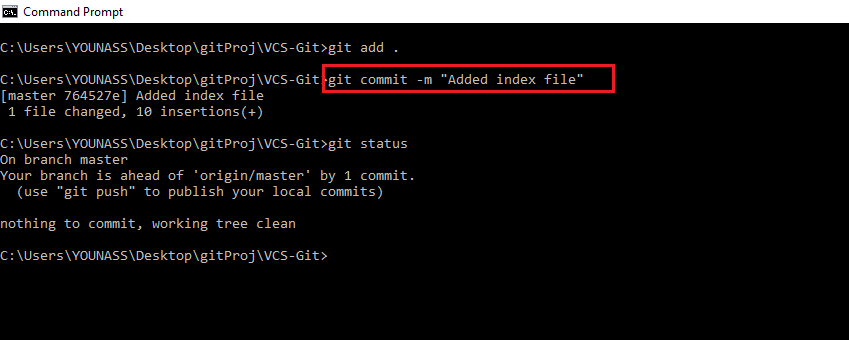 Command Prompt
C:\Users\YOUNASS\Desktop\gitProj\VCS-Git>git add .
C:\Users\YOUNASS\Desktop\gitProj\VCS-Git>git commit -m "Added index file"
[master 764527e] Added index file
 1 file changed, 10 insertions(+)
C:\Users\YOUNASS\Desktop\gitProj\VCS-Git>git status
On branch master
Your branch is ahead of 'origin/master' by 1 commit.
  (use "git push" to publish your local commits)
nothing to commit, working tree clean
C:\Users\YOUNASS\Desktop\gitProj\VCS-Git>